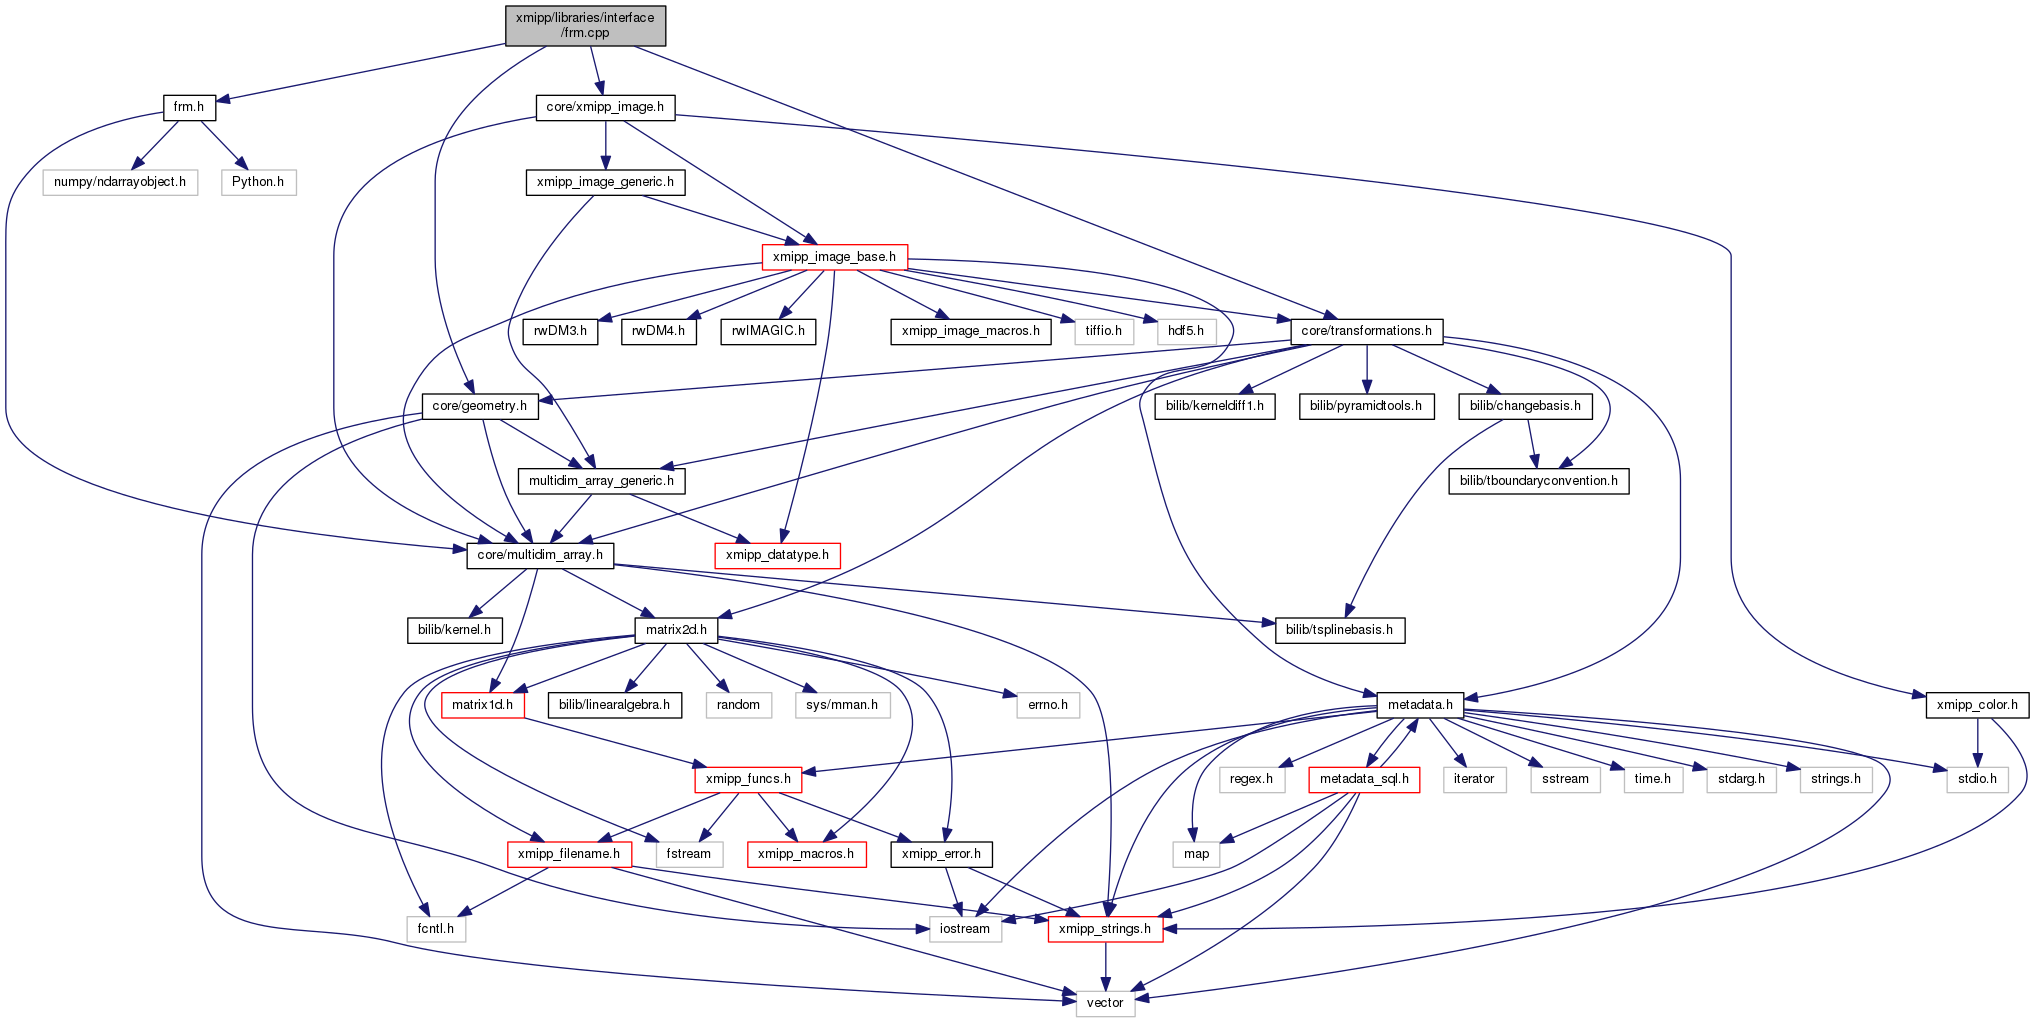 xmipp/libraries/interface
/frm.cpp
frm.h
core/xmipp_image.h
numpy/ndarrayobject.h
Python.h
xmipp_image_generic.h
xmipp_image_base.h
rwDM3.h
rwDM4.h
rwIMAGIC.h
xmipp_image_macros.h
tiffio.h
hdf5.h
core/transformations.h
core/geometry.h
bilib/kerneldiff1.h
bilib/pyramidtools.h
bilib/changebasis.h
multidim_array_generic.h
bilib/tboundaryconvention.h
core/multidim_array.h
xmipp_datatype.h
bilib/kernel.h
matrix2d.h
bilib/tsplinebasis.h
matrix1d.h
bilib/linearalgebra.h
random
sys/mman.h
errno.h
metadata.h
xmipp_color.h
xmipp_funcs.h
regex.h
metadata_sql.h
iterator
sstream
time.h
stdarg.h
strings.h
stdio.h
xmipp_filename.h
fstream
xmipp_macros.h
xmipp_error.h
map
fcntl.h
iostream
xmipp_strings.h
vector